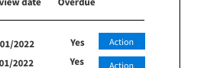 view date Overdue
01/2022 Yes Action
01/2022 Yes Action